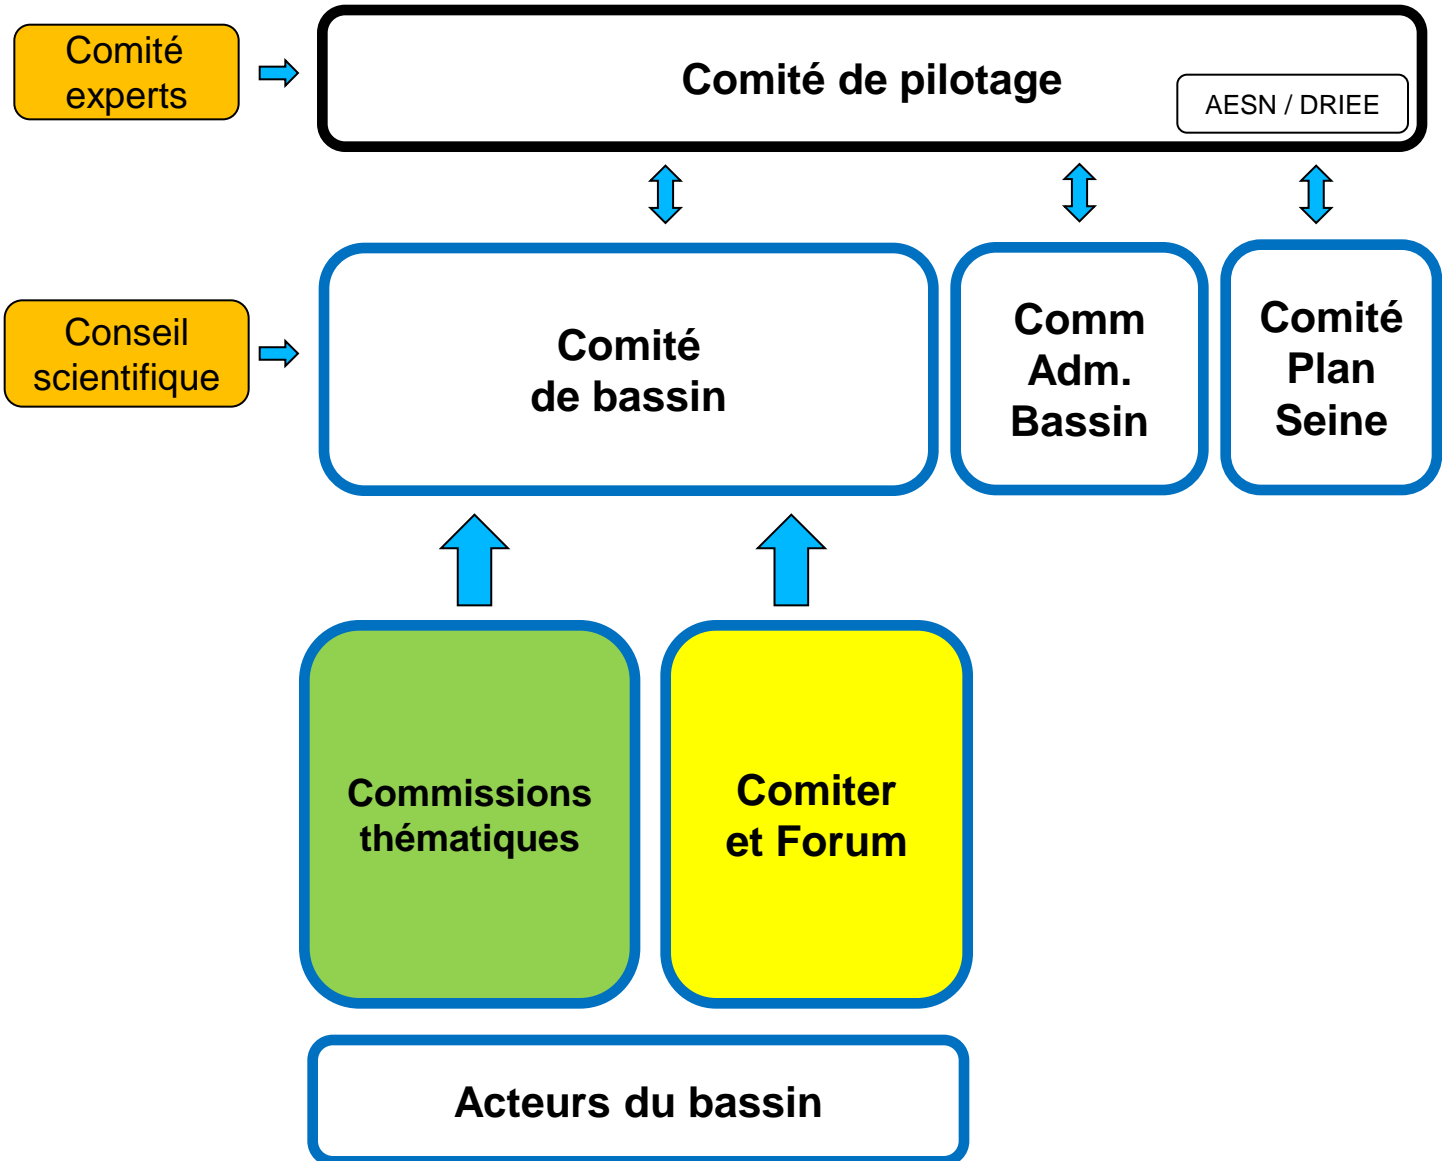 Comité
experts
Comité de pilotage
AESN / DRIEE
Conseil
scientifique
Comité
de bassin
Comm
Adm.
Bassin
Comité
Plan
Seine
Commissions
thématiques
Comiter
et Forum
Acteurs du bassin